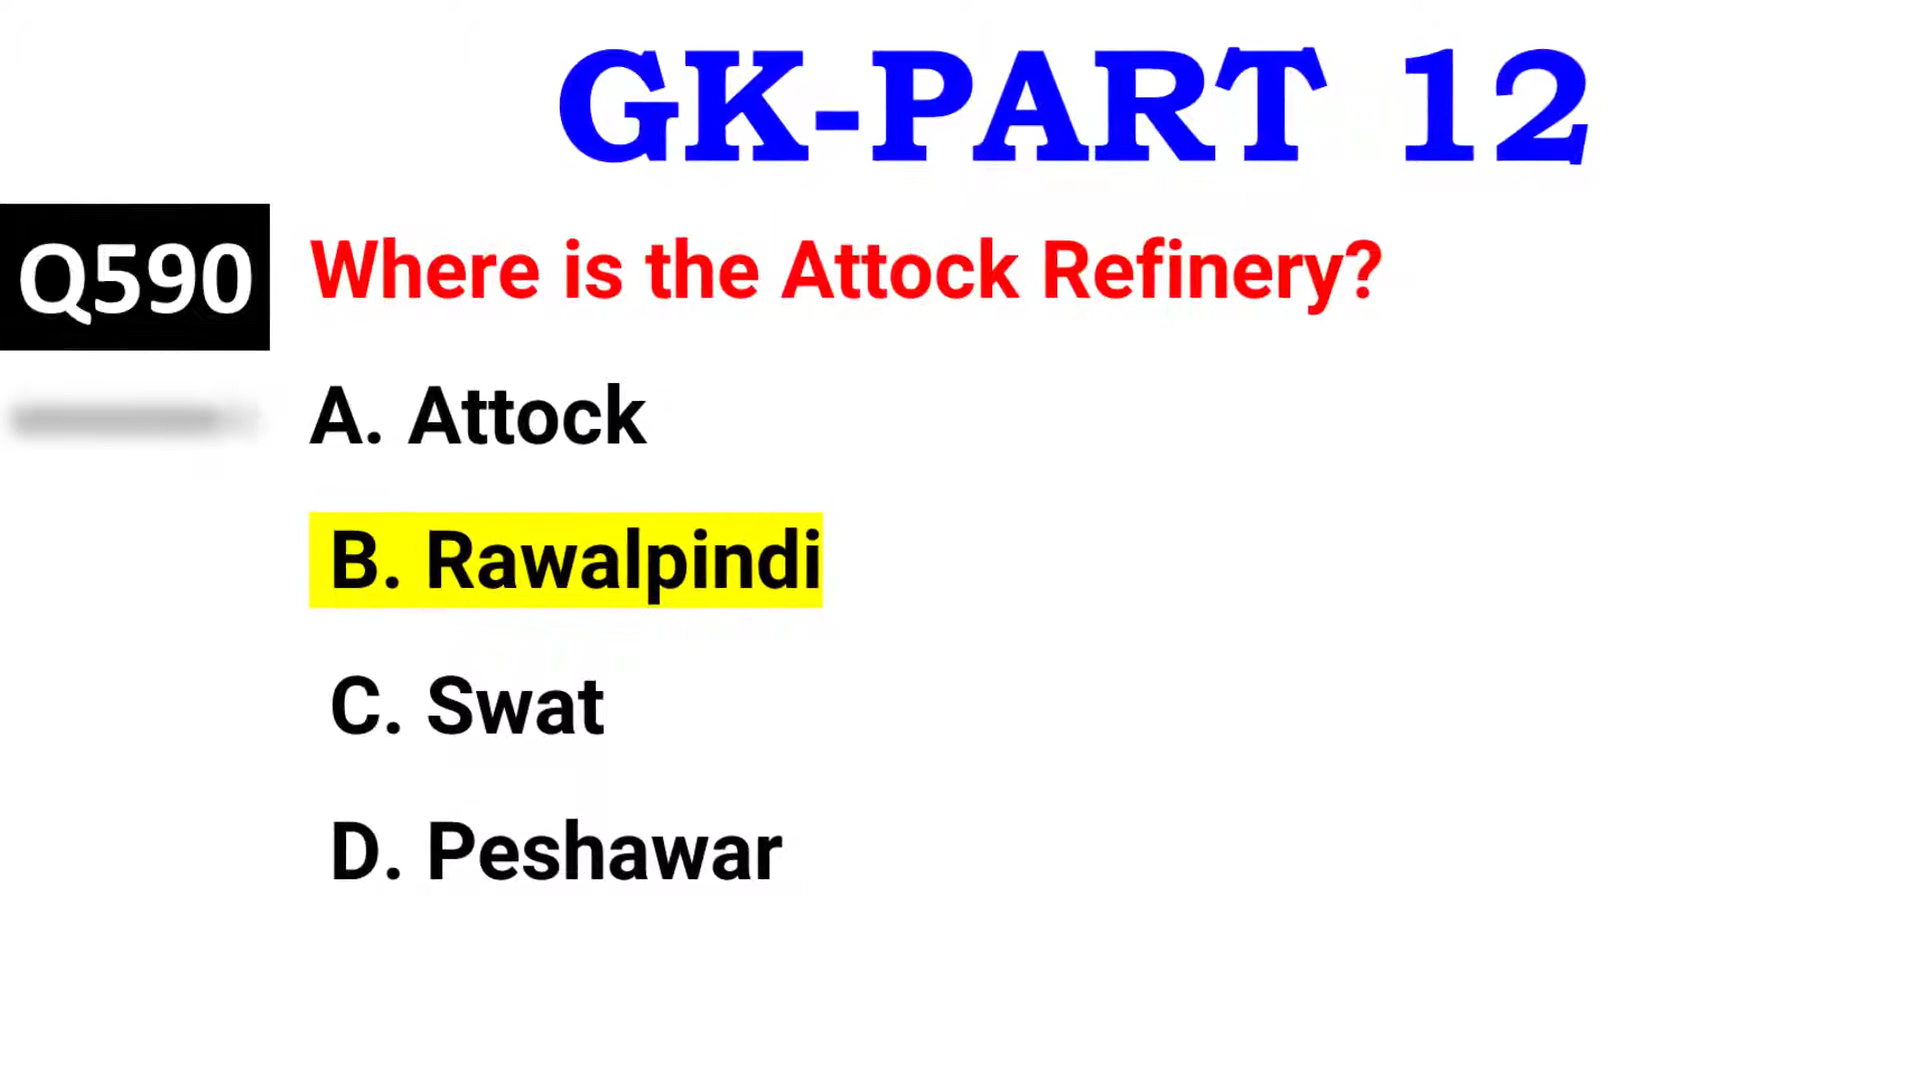 GK-PART 12
Q590 Where is the Attock Refinery?
A. Attock
B. Rawalpindi
C. Swat
D. Peshawar